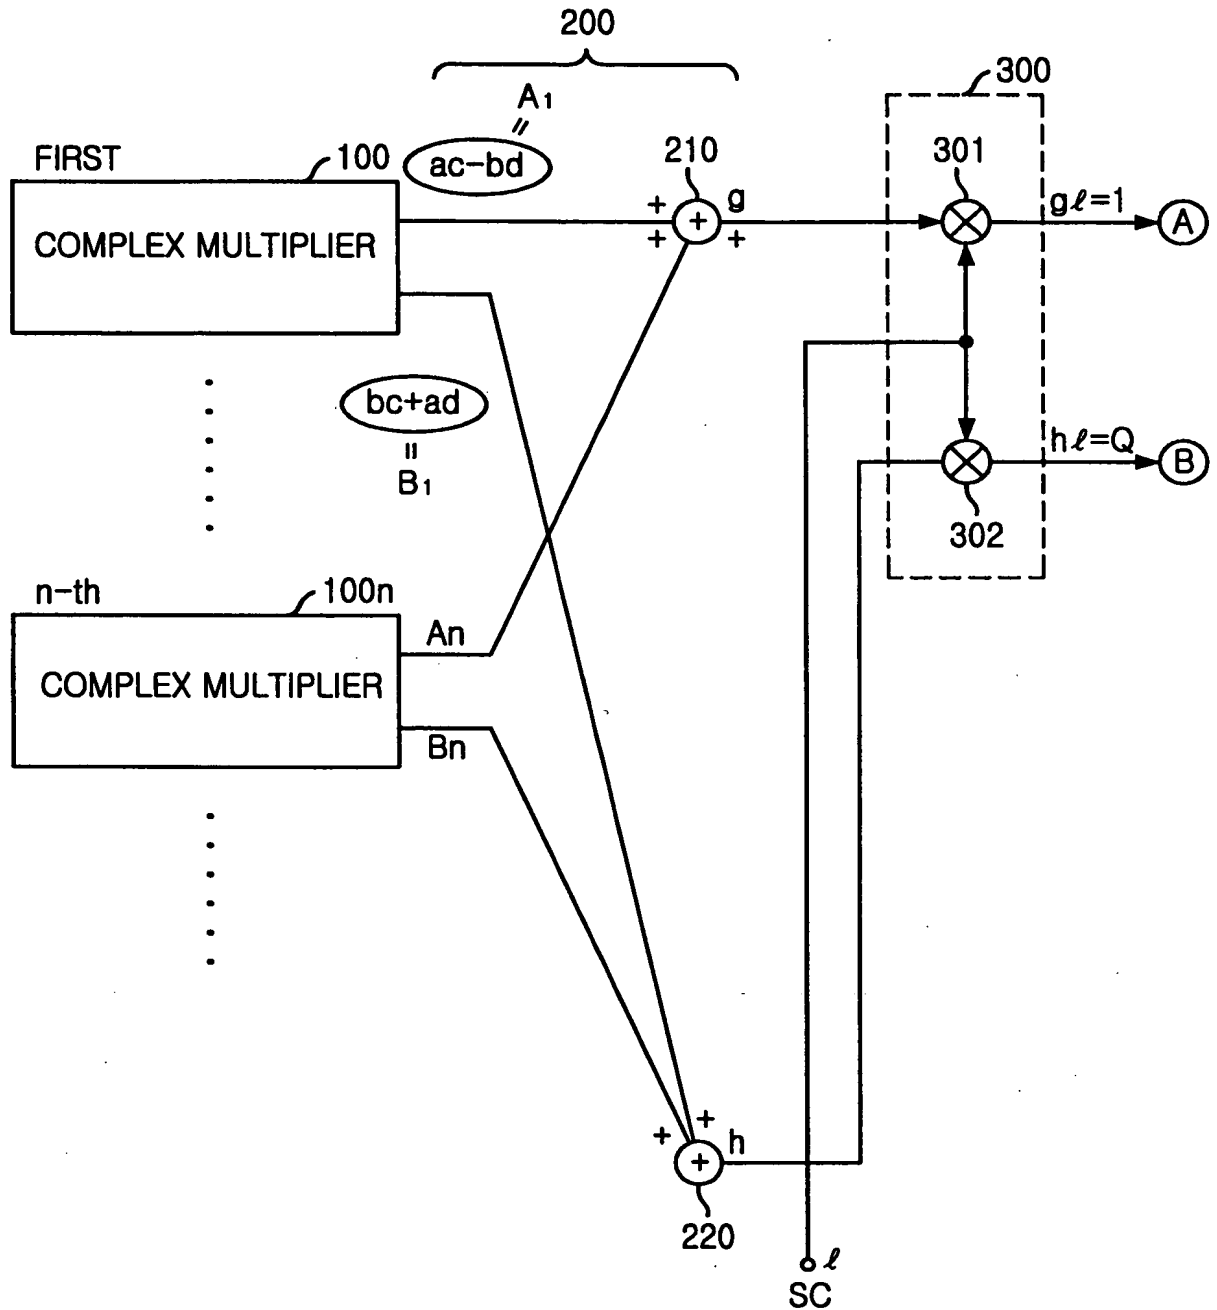 200
A1
=
300
FIRST
100
ac-bd
210
301
COMPLEX MULTIPLIER
+
+
+
g
+
gℓ=1
A
bc+ad
=
B1
hℓ=Q
B
302
n-th
100n
COMPLEX MULTIPLIER
An
Bn
+
+
+
h
220
ℓ
SC